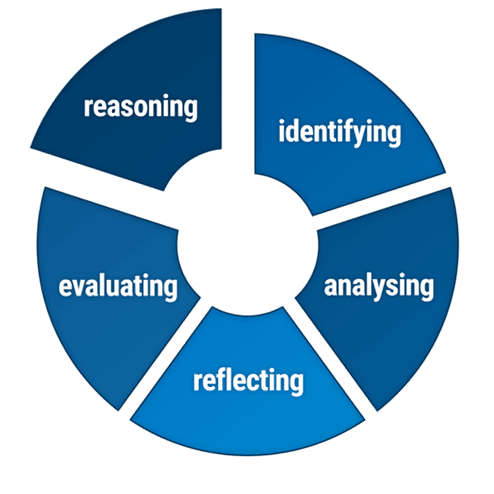 reasoning
identifying
evaluating
analysing
reflecting